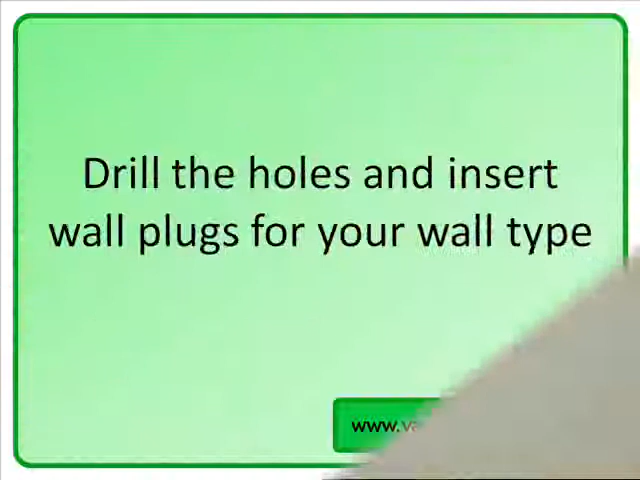 Drill the holes and insert
wall plugs for your wall type